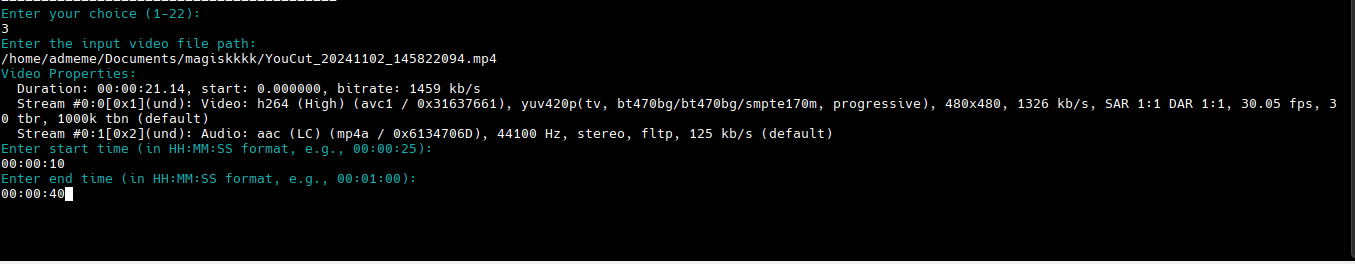 Enter your choice (1-22):
3
Enter the input video file path:
/home/admeme/Documents/magiskkkk/YouCut_20241102_145822094.mp4
Video Properties:
  Duration: 00:00:21.14, start: 0.000000, bitrate: 1459 kb/s
  Stream #0:0[0x1](und): Video: h264 (High) (avc1 / 0x31637661), yuv420p(tv, bt470bg/bt470bg/smpte170m, progressive), 480x480, 1326 kb/s, SAR 1:1 DAR 1:1, 30.05 fps, 3
0 tbr, 1000k tbn (default)
  Stream #0:1[0x2](und): Audio: aac (LC) (mp4a / 0x6134706D), 44100 Hz, stereo, fltp, 125 kb/s (default)
Enter start time (in HH:MM:SS format, e.g., 00:00:25):
00:00:10
Enter end time (in HH:MM:SS format, e.g., 00:01:00):
00:00:40